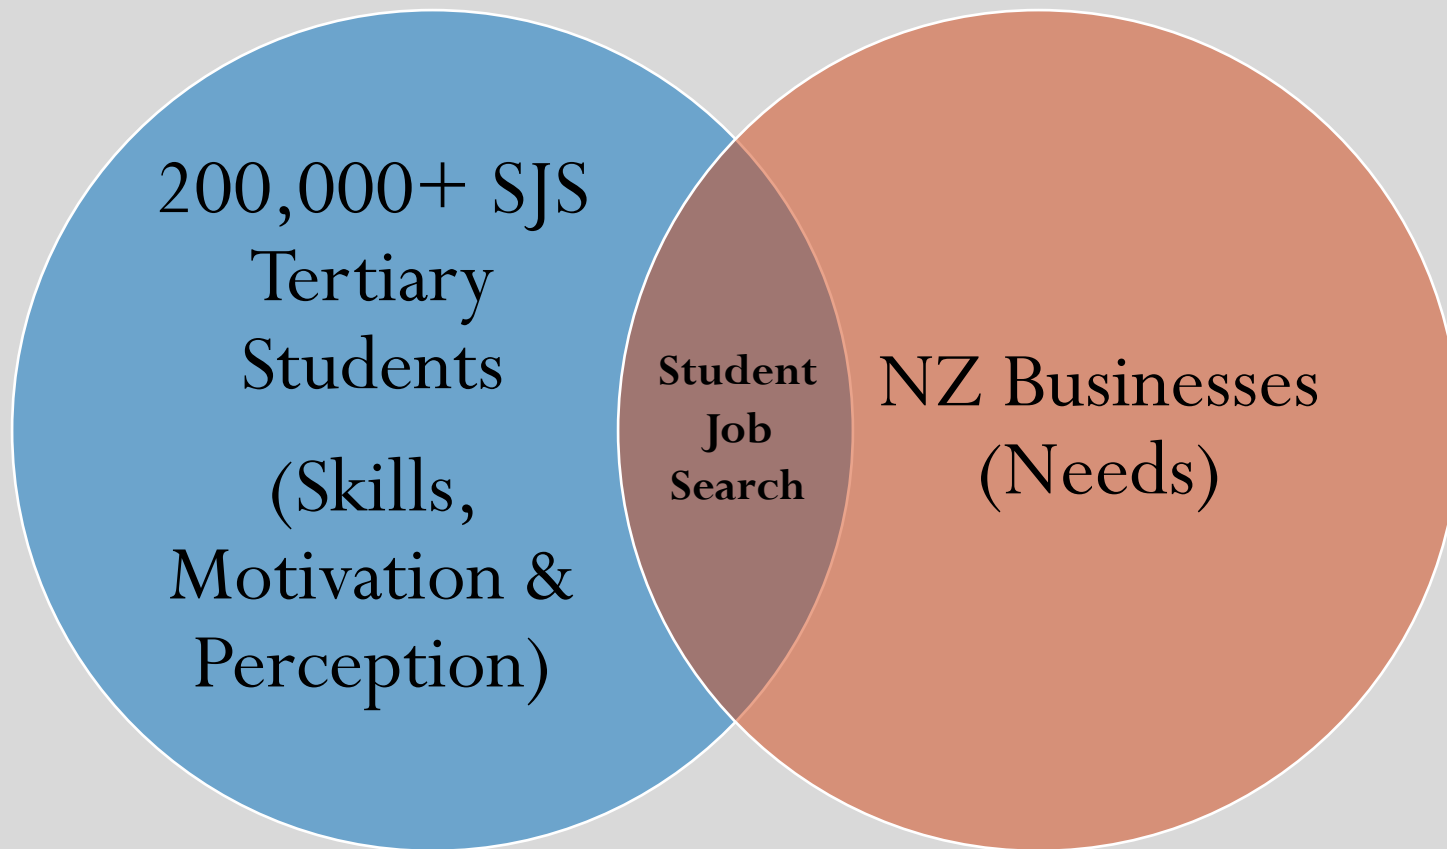 200,000+ SJS
Tertiary
Students
(Skills,
Motivation &
Perception)
Student
Job
Search
NZ Businesses
(Needs)